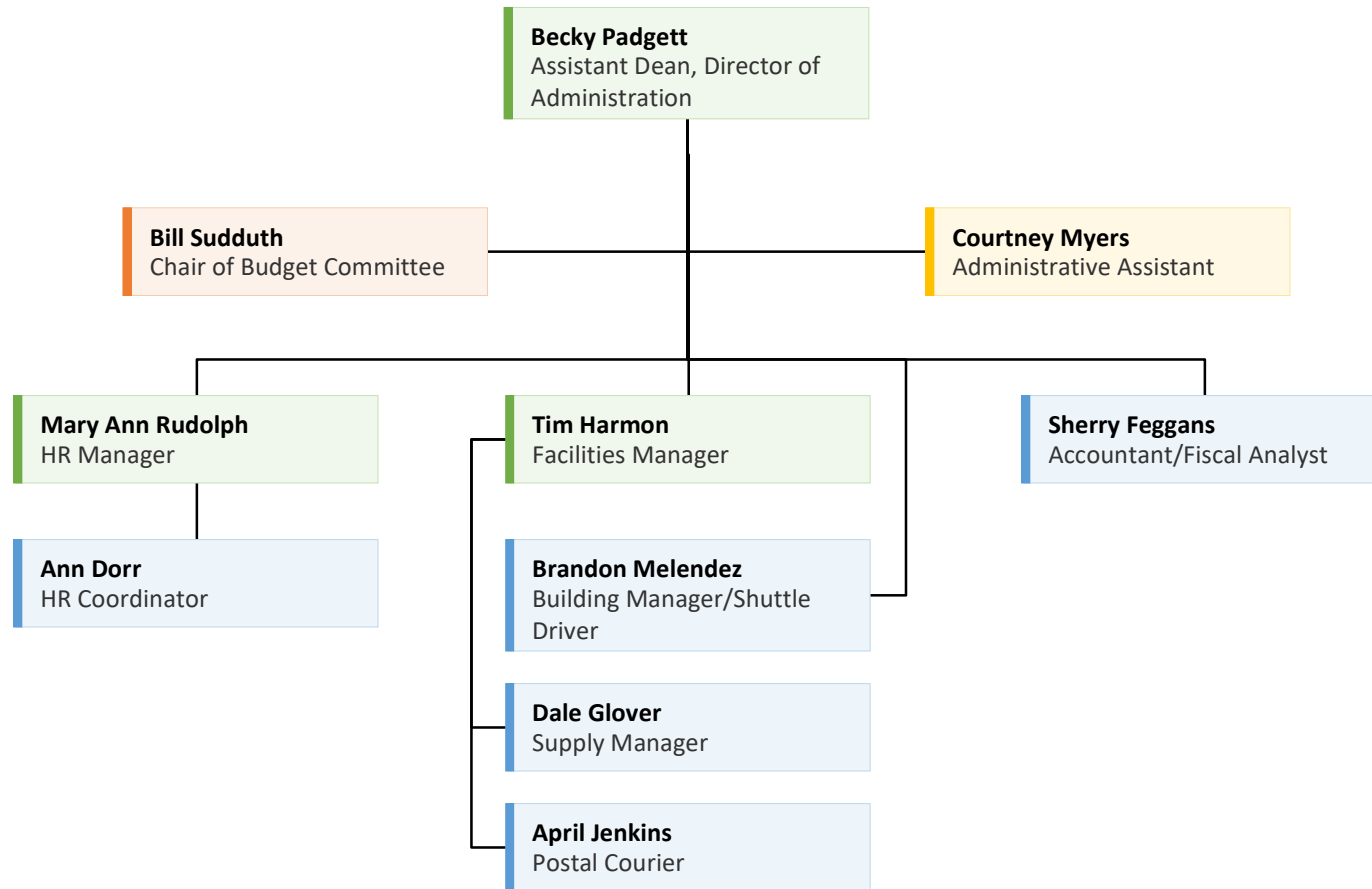 Becky Padgett
Assistant Dean, Director of
Administration
Bill Sudduth
Chair of Budget Committee
Courtney Myers
Administrative Assistant
Mary Ann Rudolph
HR Manager
Tim Harmon
Facilities Manager
Sherry Feggans
Accountant/Fiscal Analyst
Ann Dorr
HR Coordinator
Brandon Melendez
Building Manager/Shuttle
Driver
Dale Glover
Supply Manager
April Jenkins
Postal Courier